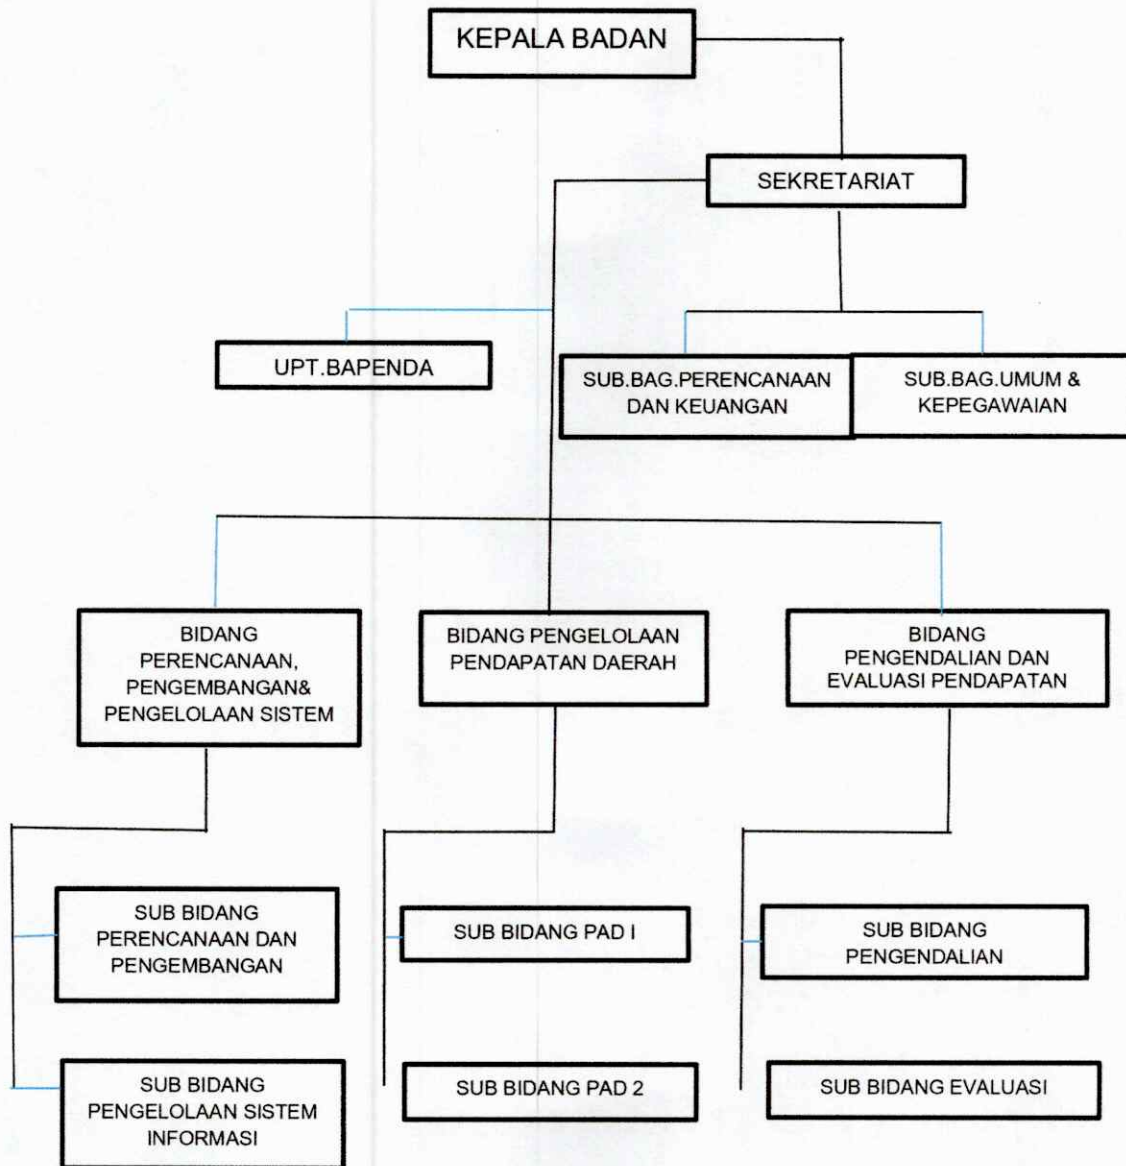 KEPALA BADAN
SEKRETARIAT
UPT.BAPENDA
SUB.BAG.PERENCANAAN
DAN KEUANGAN
SUB.BAG.UMUM &
KEPEGAWAIAN
BIDANG
PERENCANAAN,
PENGEMBANGAN&
PENGELOLAAN SISTEM
BIDANG PENGELOLAAN
PENDAPATAN DAERAH
BIDANG
PENGENDALIAN DAN
EVALUASI PENDAPATAN
SUB BIDANG
PERENCANAAN DAN
PENGEMBANGAN
SUB BIDANG PAD I
SUB BIDANG
PENGENDALIAN
SUB BIDANG
PENGELOLAAN SISTEM
INFORMASI
SUB BIDANG PAD 2
SUB BIDANG EVALUASI